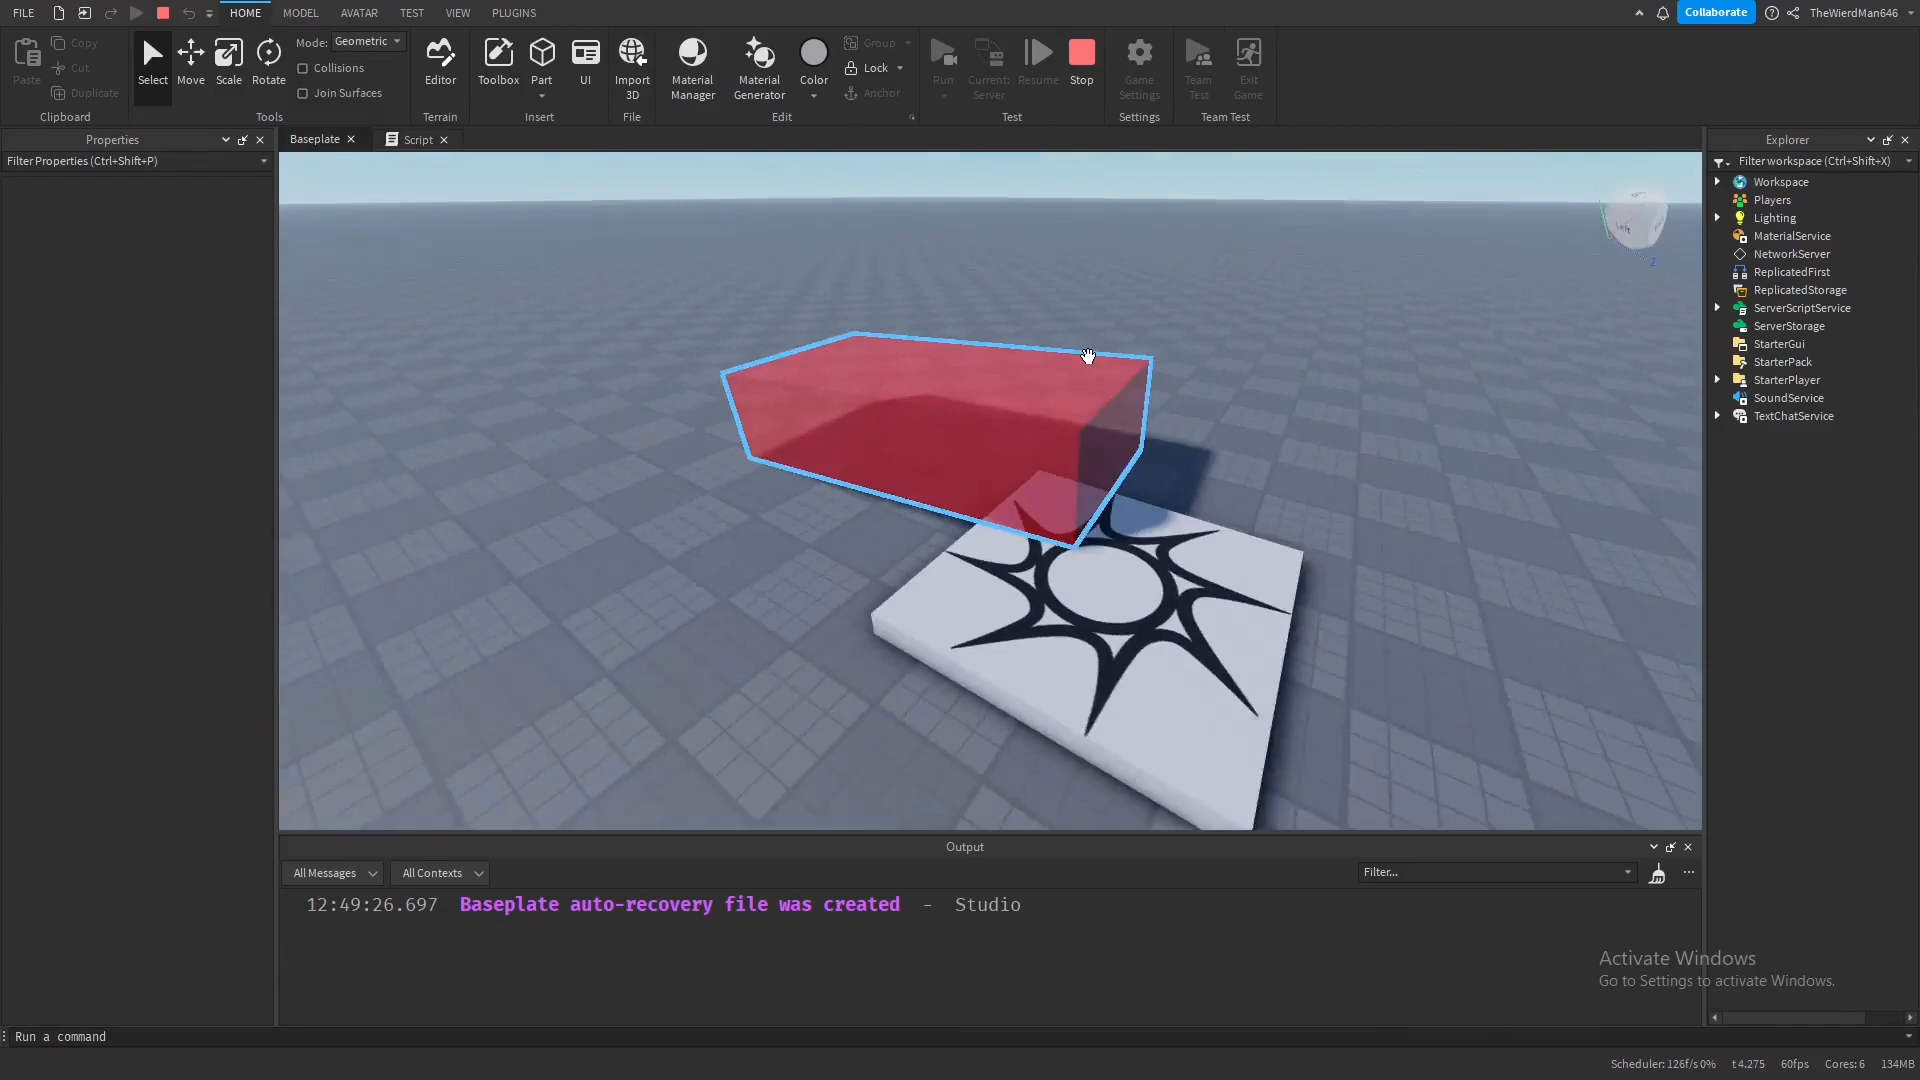 FILE HOME MODEL AVATAR TEST VIEW PLUGINS Collaborate TheWierdMan646
Paste Copy Cut Duplicate Clipboard
Select Move Scale Rotate Mode: Geometric Collisions Join Surfaces Tools
Editor Terrain
Toolbox Part UI Insert
Import 3D File
Material Manager Material Generator Color Group Lock Anchor Edit
Run Current: Server Resume Stop Test
Game Settings Settings
Team Test Exit Game Team Test
Properties
Filter Properties (Ctrl+Shift+P)
Baseplate Script
Left
Z
Explorer
Filter workspace (Ctrl+Shift+X)
Workspace
Players
Lighting
MaterialService
NetworkServer
ReplicatedFirst
ReplicatedStorage
ServerScriptService
ServerStorage
StarterGui
StarterPack
StarterPlayer
SoundService
TextChatService
Output
All Messages All Contexts Filter... ...
12:49:26.697 Baseplate auto-recovery file was created - Studio
Activate Windows
Go to Settings to activate Windows.
Run a command
Scheduler: 126f/s 0% t 4.275 60fps Cores: 6 134MB